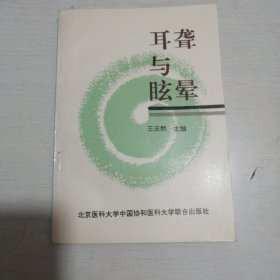 耳聋
与
眩晕
王庆然 主编
北京医科大学中国协和医科大学联合出版社